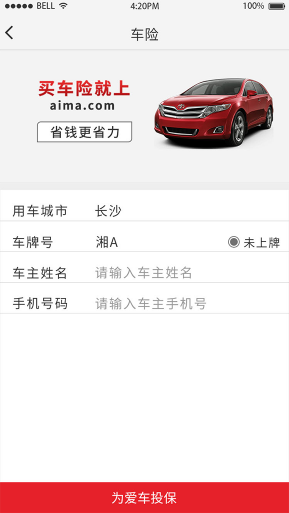 BELL 4:20PM 100%
车险
买车险就上
aima.com
省钱更省力
用车城市 长沙
车牌号 湘A 未上牌
车主姓名 请输入车主姓名
手机号码 请输入车主手机号
为爱车投保